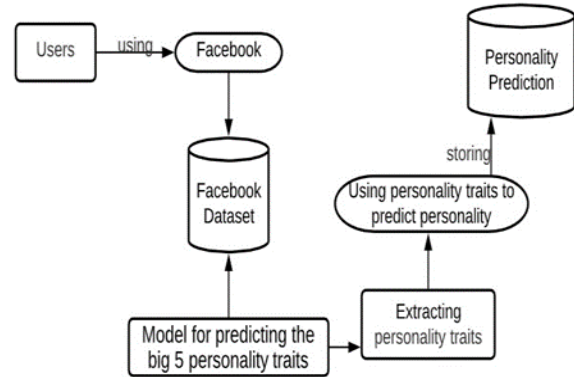 Users
using
Facebook
Personality
Prediction
storing
Facebook
Dataset
Using personality traits to
predict personality
Model for predicting the
big 5 personality traits
Extracting
personality traits